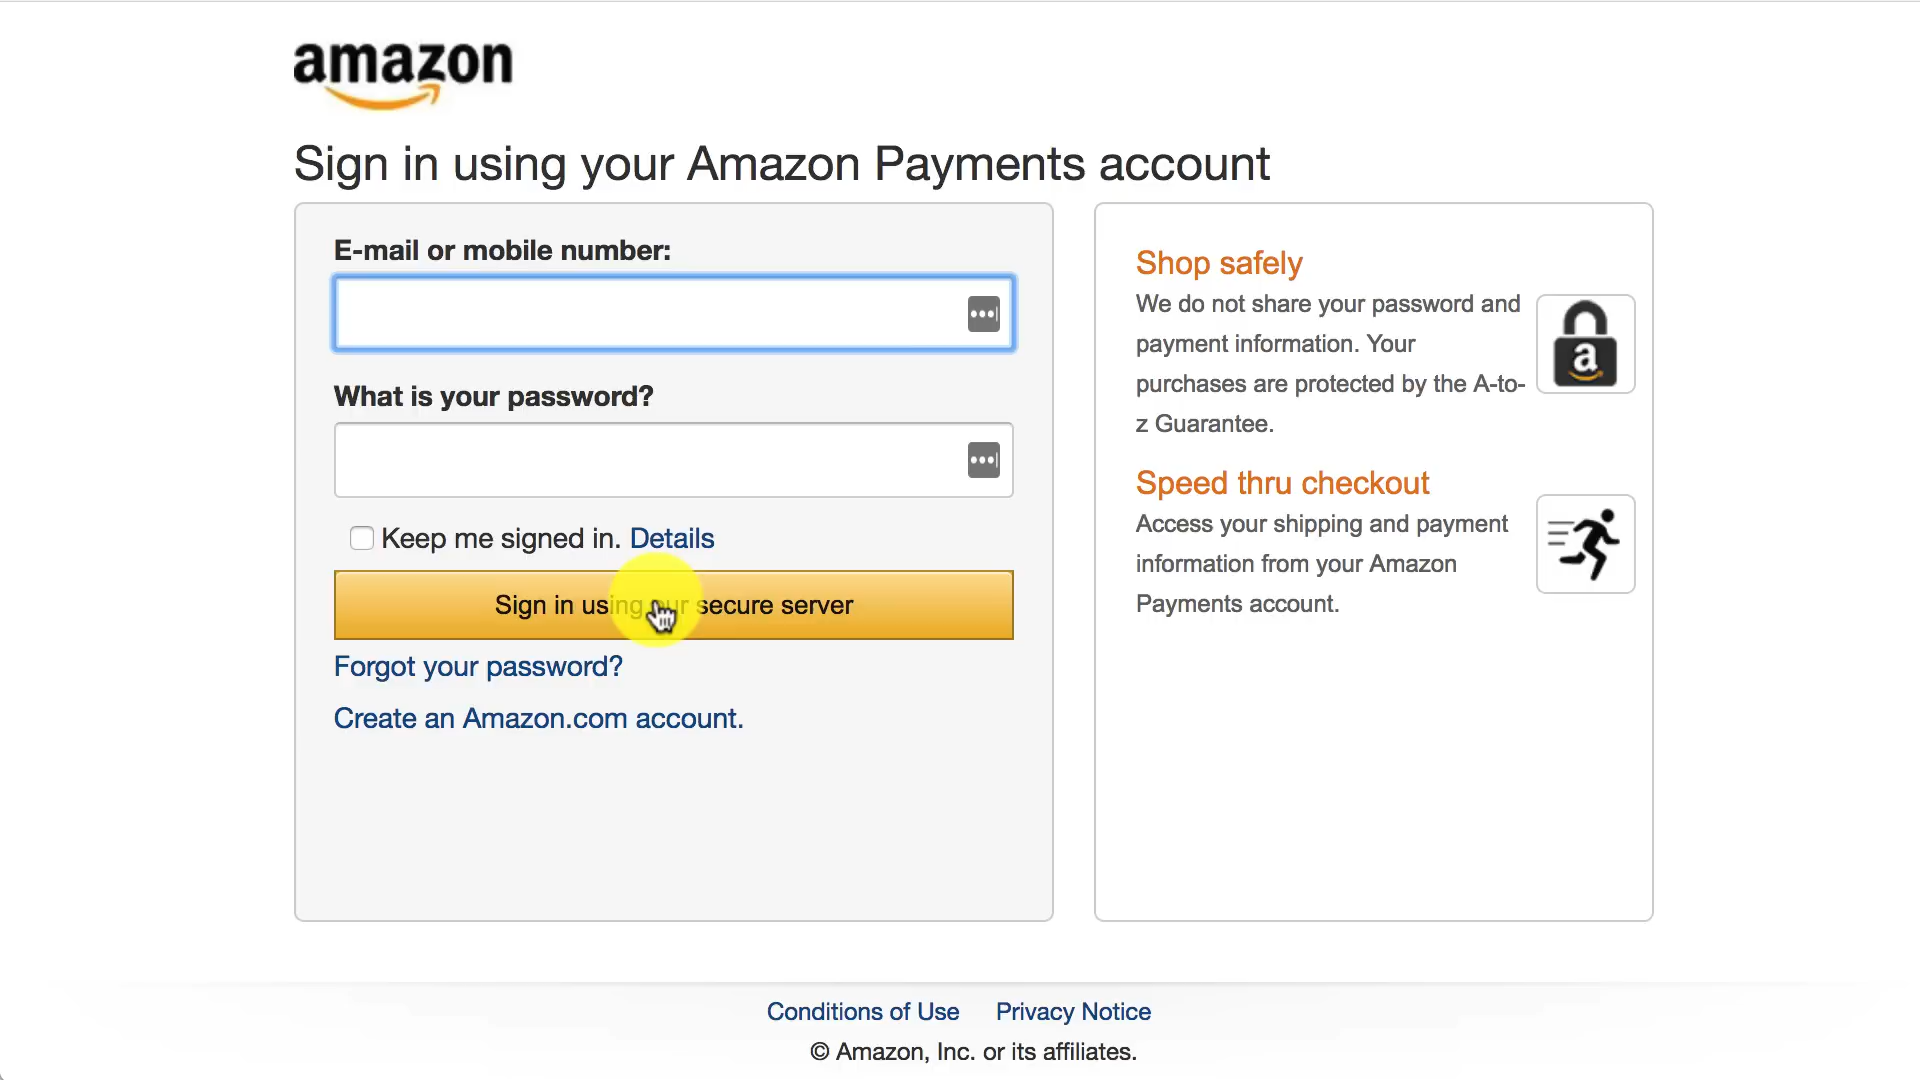 amazon
Sign in using your Amazon Payments account
E-mail or mobile number:
What is your password?
Keep me signed in. Details
Sign in using our secure server
Forgot your password?
Create an Amazon.com account.
Shop safely
We do not share your password and
payment information. Your
purchases are protected by the A-to-
z Guarantee.
a
Speed thru checkout
Access your shipping and payment
information from your Amazon
Payments account.
Conditions of Use Privacy Notice
© Amazon, Inc. or its affiliates.